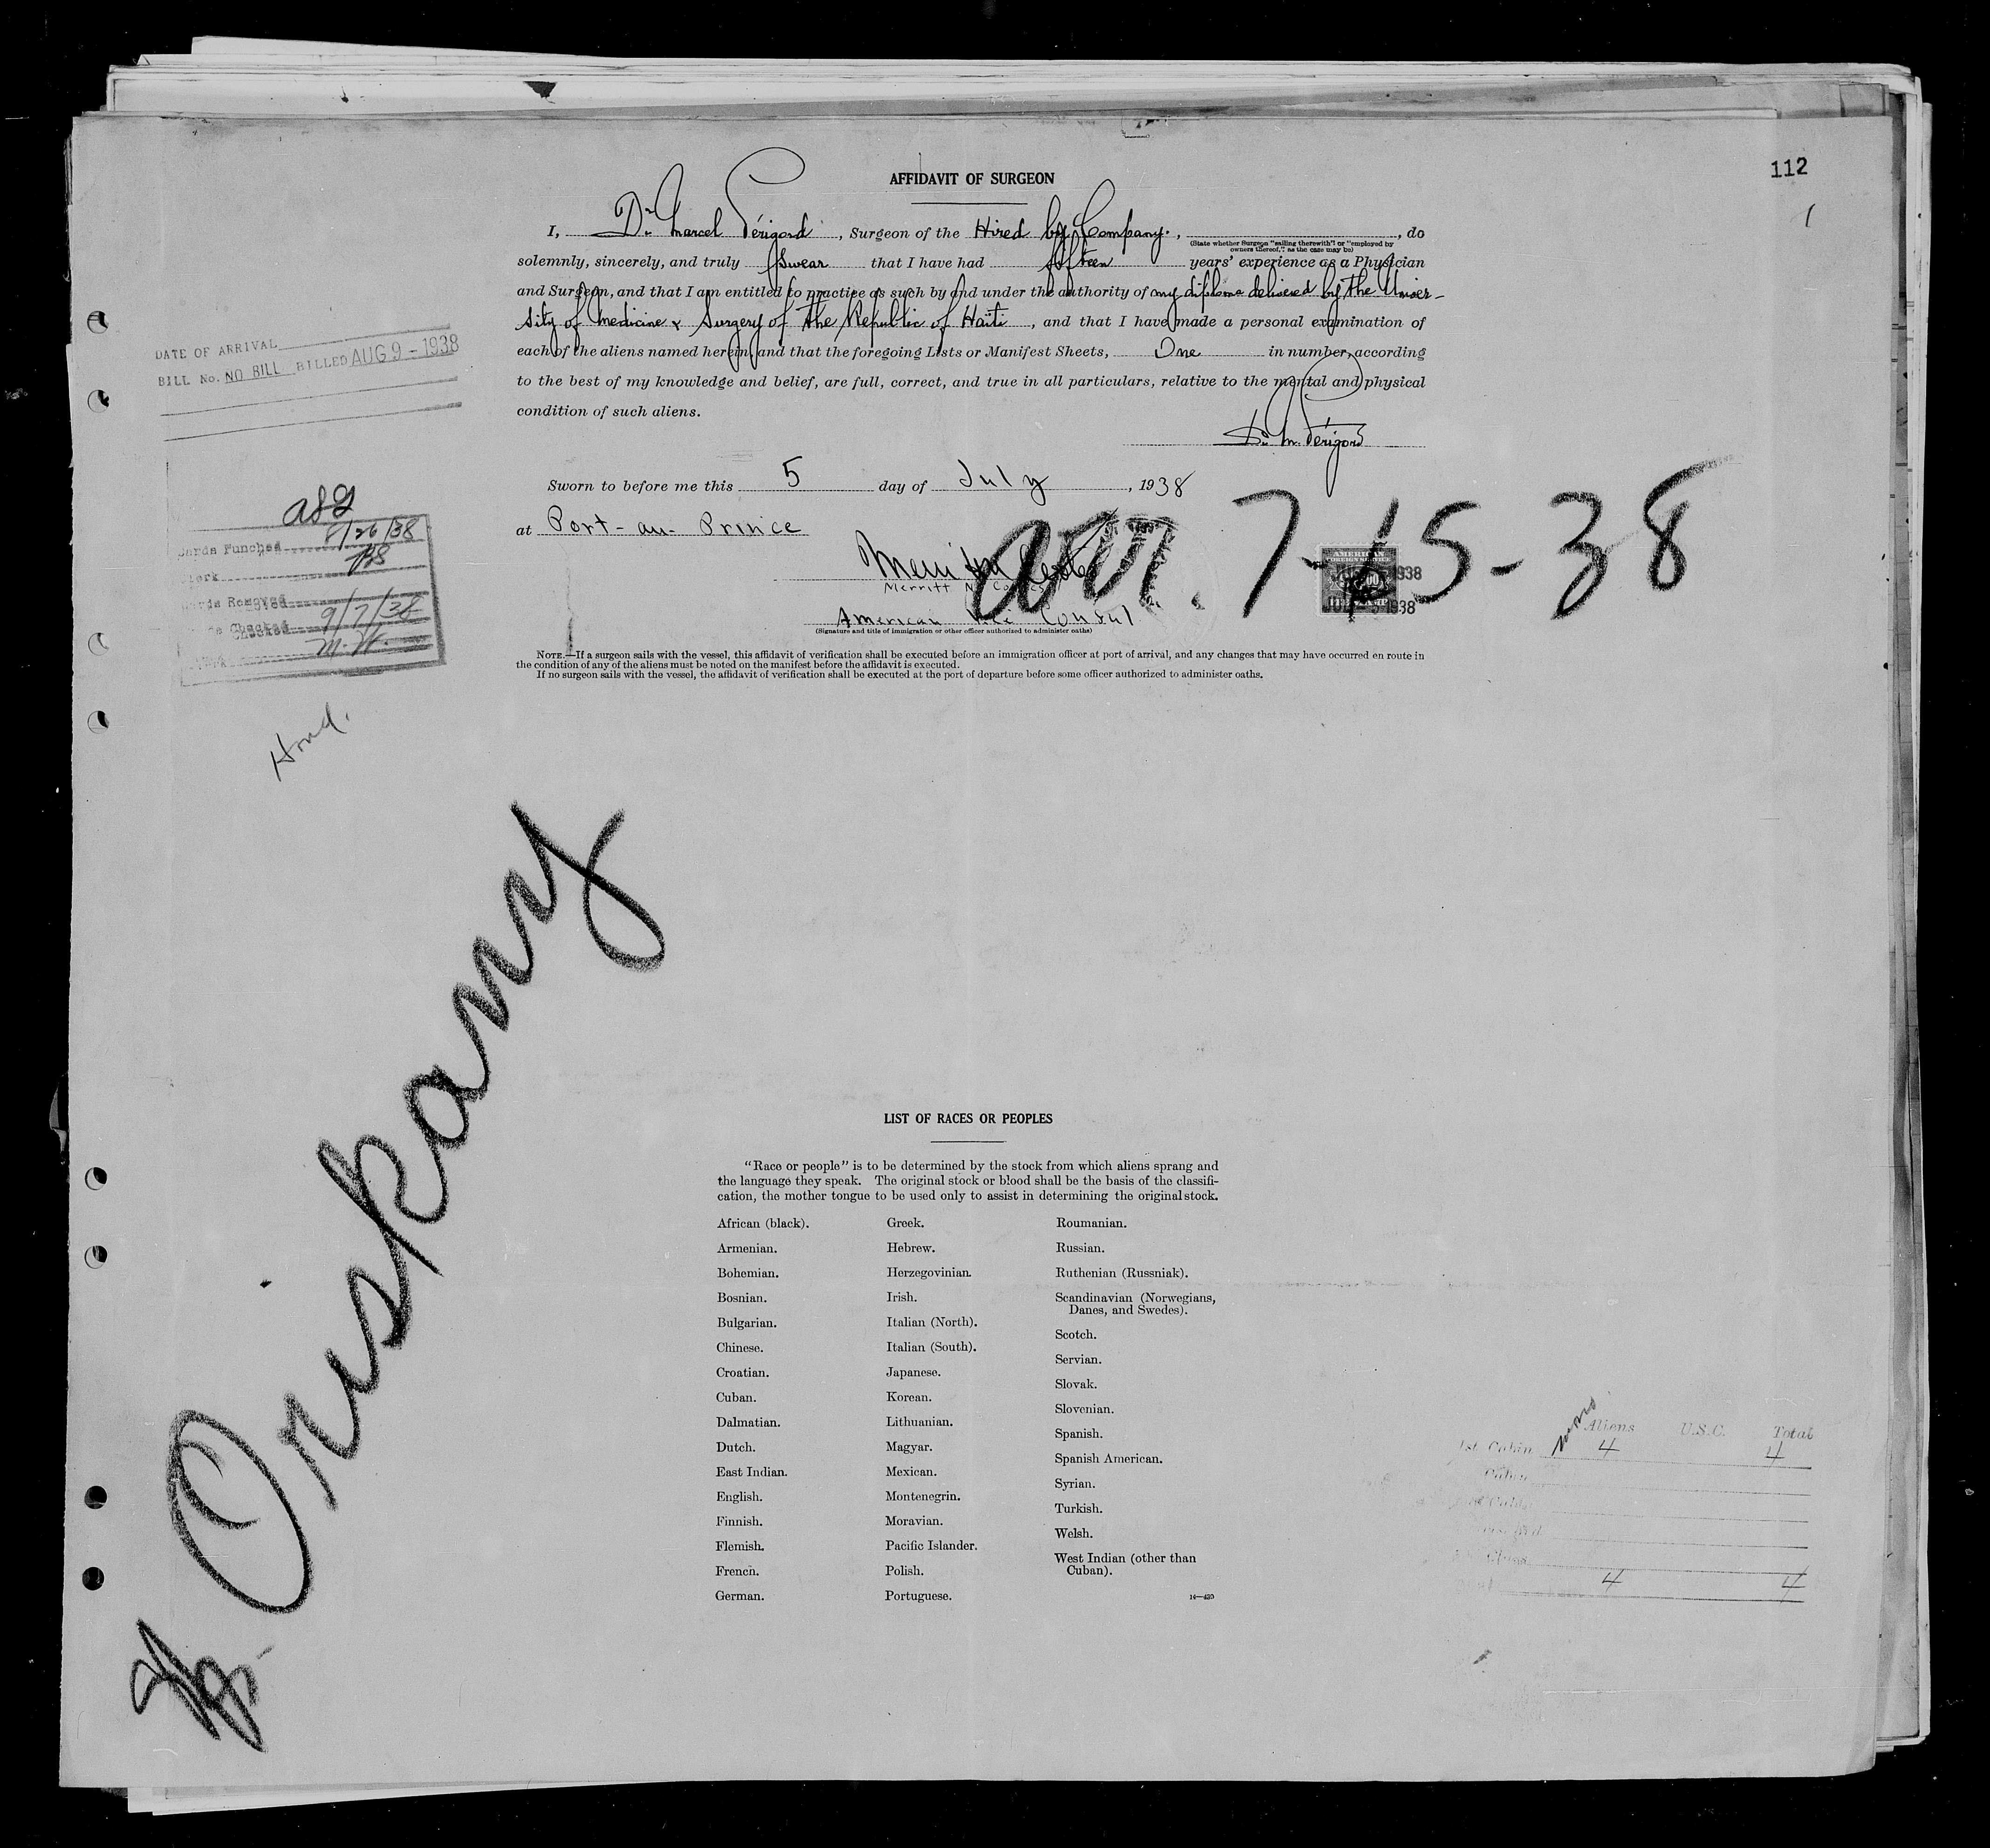 112
1
AFFIDAVIT OF SURGEON
I, Dr. Marcel Périgord, Surgeon of the Hired by Company., , do
(State whether Surgeon "sailing therewith" or "employed by
owners thereof," as the case may be)
solemnly, sincerely, and truly swear that I have had fifteen years' experience as a Physician
and Surgeon, and that I am entitled to practice as such by and under the authority of my diploma delivered by the Univer-
sity of medicine & Surgery of the Republic of Haiti, and that I have made a personal examination of
each of the aliens named herein, and that the foregoing Lists or Manifest Sheets, One in number, according
to the best of my knowledge and belief, are full, correct, and true in all particulars, relative to the mental and physical
condition of such aliens.
Dr. M. Périgord
Sworn to before me this 5 day of July, 1938
at Port-au-Prince
Merritt N.
American Vice Consul
(Signature and title of immigration or other officer authorized to administer oaths)
arr. 7-15-38
AMERICAN
FOREIGN SERVICE
1938
1938
NOTE.—If a surgeon sails with the vessel, this affidavit of verification shall be executed before an immigration officer at port of arrival, and any changes that may have occurred en route in
the condition of any of the aliens must be noted on the manifest before the affidavit is executed.
If no surgeon sails with the vessel, the affidavit of verification shall be executed at the port of departure before some officer authorized to administer oaths.
DATE OF ARRIVAL
BILL No. NO BILL BILLED AUG 9 - 1938
Cards Punched 8/26/38
Clerk
Cards Removed
Checked 9/7/38
M.W.
Hond.
Oriskany
LIST OF RACES OR PEOPLES
"Race or people" is to be determined by the stock from which aliens sprang and
the language they speak. The original stock or blood shall be the basis of the classifi-
cation, the mother tongue to be used only to assist in determining the original stock.
African (black).
Armenian.
Bohemian.
Bosnian.
Bulgarian.
Chinese.
Croatian.
Cuban.
Dalmatian.
Dutch.
East Indian.
English.
Finnish.
Flemish.
French.
German.
Greek.
Hebrew.
Herzegovinian.
Irish.
Italian (North).
Italian (South).
Japanese.
Korean.
Lithuanian.
Magyar.
Mexican.
Montenegrin.
Moravian.
Pacific Islander.
Polish.
Portuguese.
Roumanian.
Russian.
Ruthenian (Russniak).
Scandinavian (Norwegians,
Danes, and Swedes).
Scotch.
Servian.
Slovak.
Slovenian.
Spanish.
Spanish American.
Syrian.
Turkish.
Welsh.
West Indian (other than
Cuban).
Aliens U.S.C. Total
1st Cabin 4 4
4 4